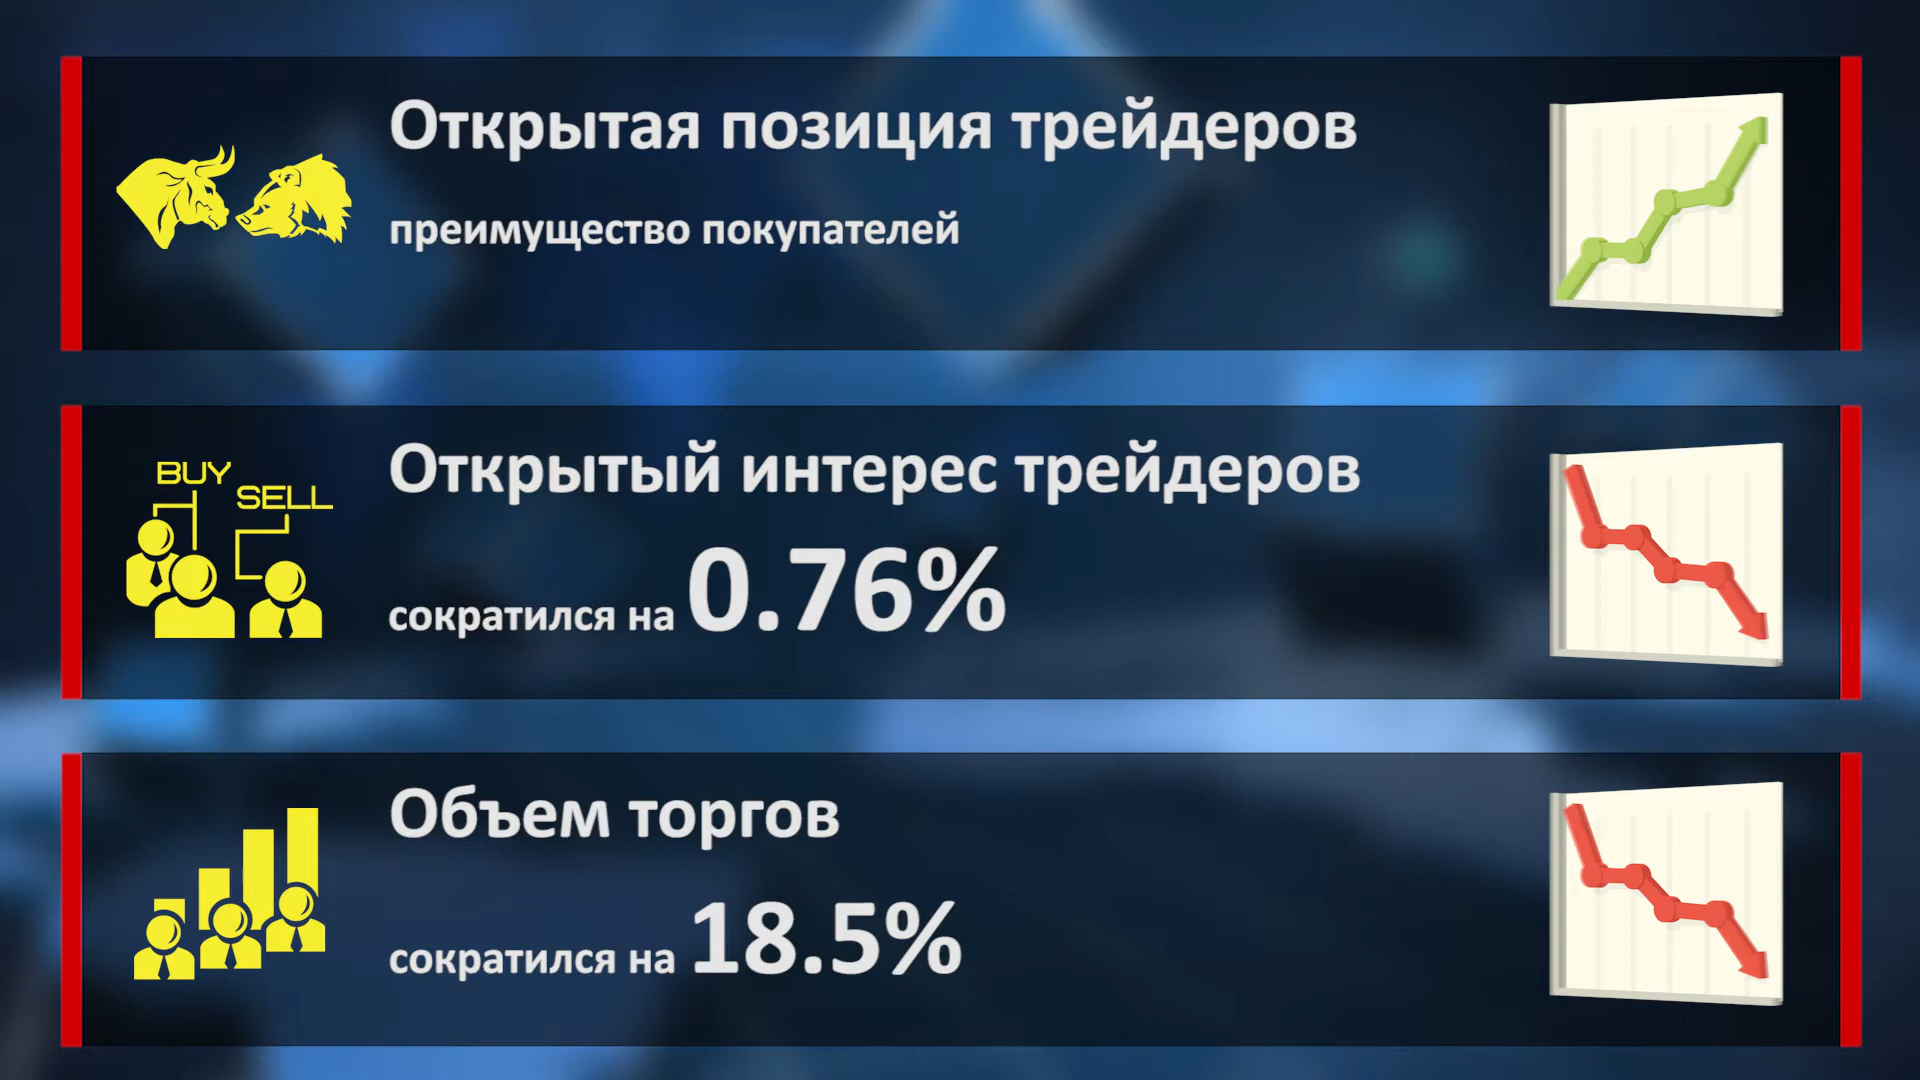 Открытая позиция трейдеров
преимущество покупателей
BUY
SELL
Открытый интерес трейдеров
сократился на 0.76%
Объем торгов
сократился на 18.5%